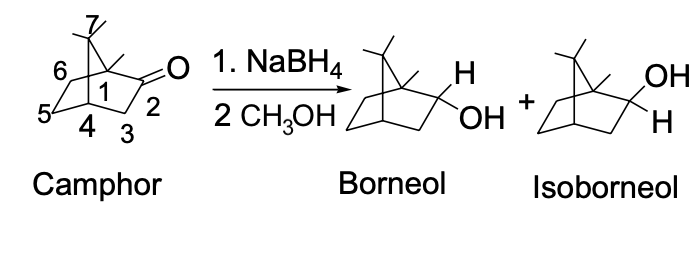 7
6
O
1. NaBH4
H
OH
1
5
2
2 CH3OH
OH
+
H
4
3
Camphor
Borneol
Isoborneol